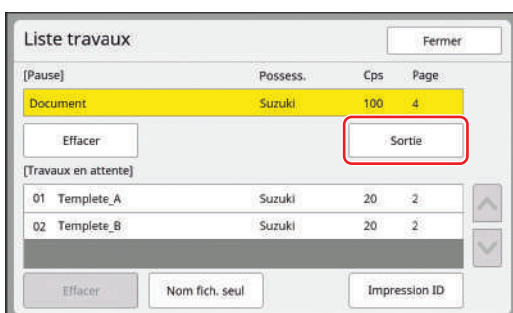 Liste travaux Fermer
[Pause] Possess. Cps Page
Document Suzuki 100 4
Effacer Sortie
[Travaux en attente]
01 Templete_A Suzuki 20 2
02 Templete_B Suzuki 20 2
Effacer Nom fich. seul Impression ID